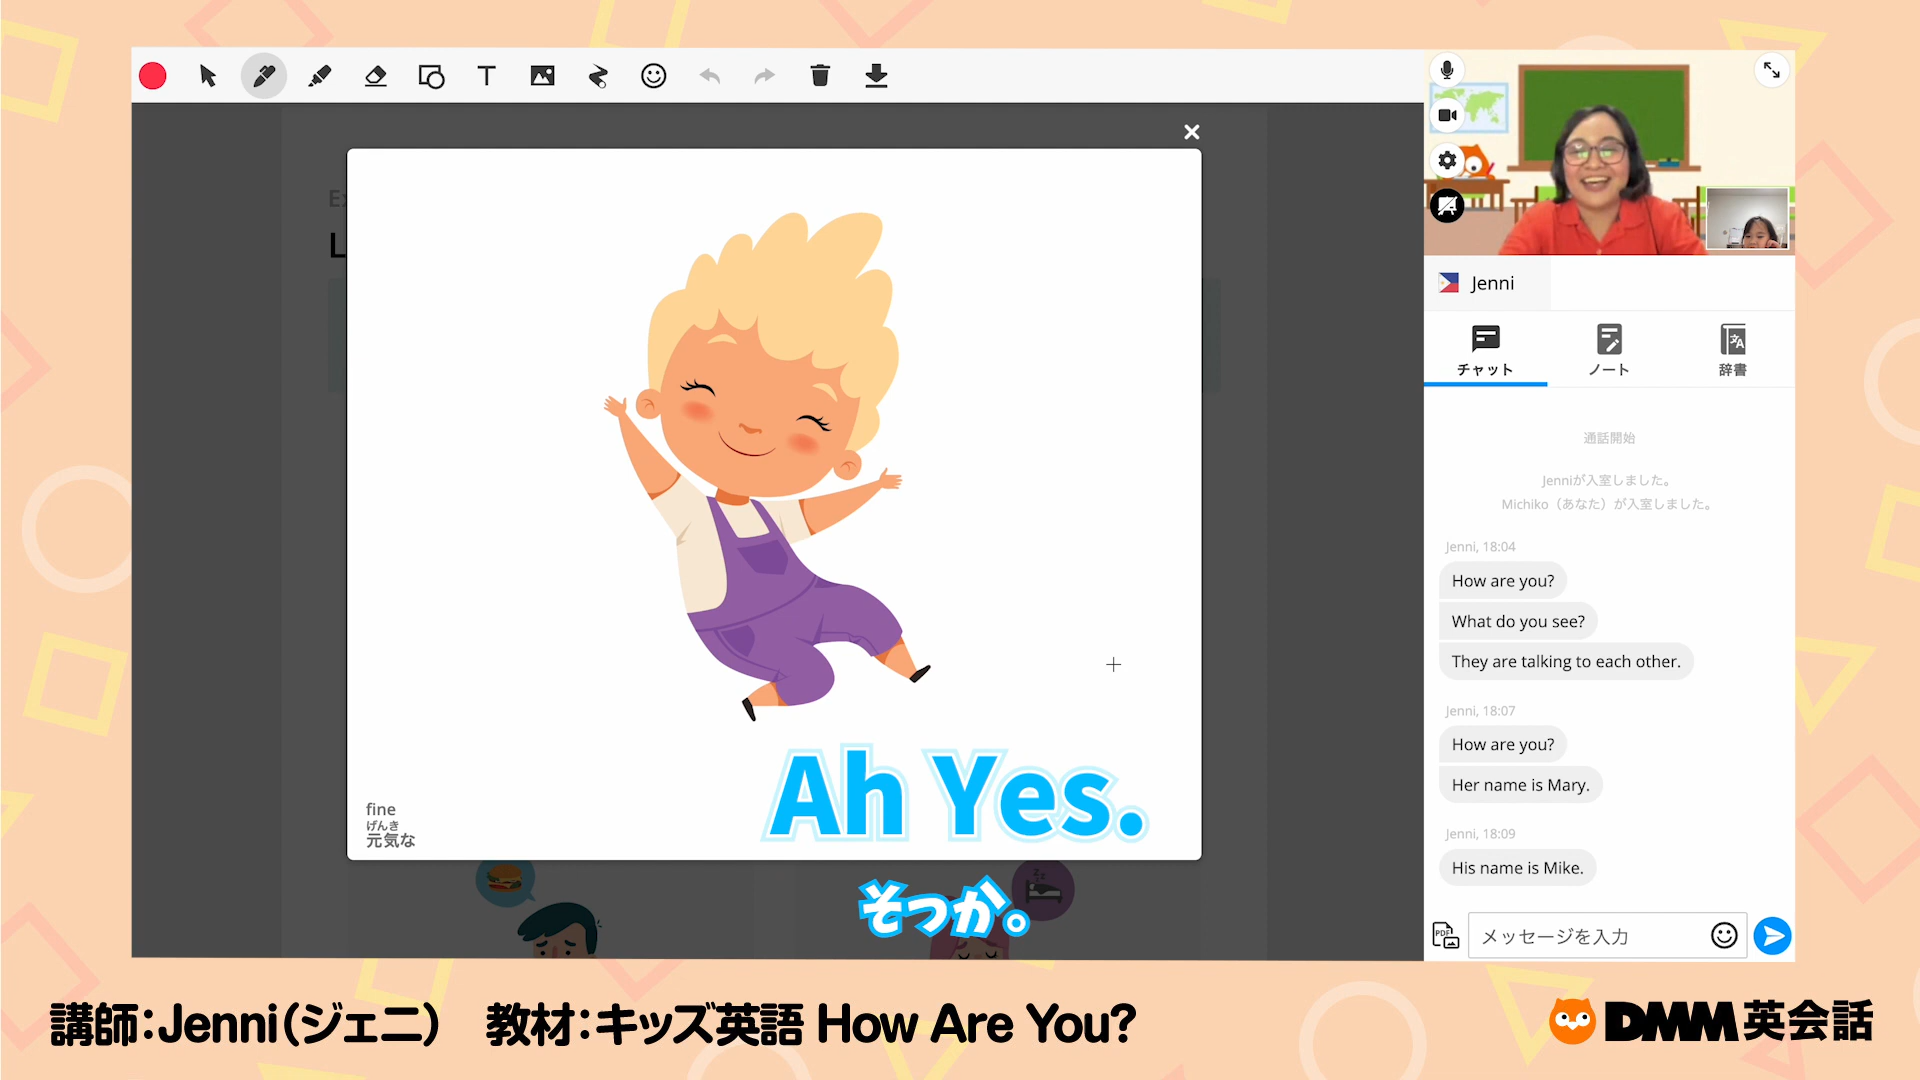 Jenni
チャット
ノート
辞書
通話開始
Jenniが入室しました。
Michiko（あなた）が入室しました。
Jenni, 18:04
How are you?
What do you see?
They are talking to each other.
Jenni, 18:07
How are you?
Her name is Mary.
Jenni, 18:09
His name is Mike.
PDF
メッセージを入力
fine
げんき
元気な
Ah Yes.
そっか。
講師：Jenni（ジェニ） 教材：キッズ英語 How Are You?
DMM英会話